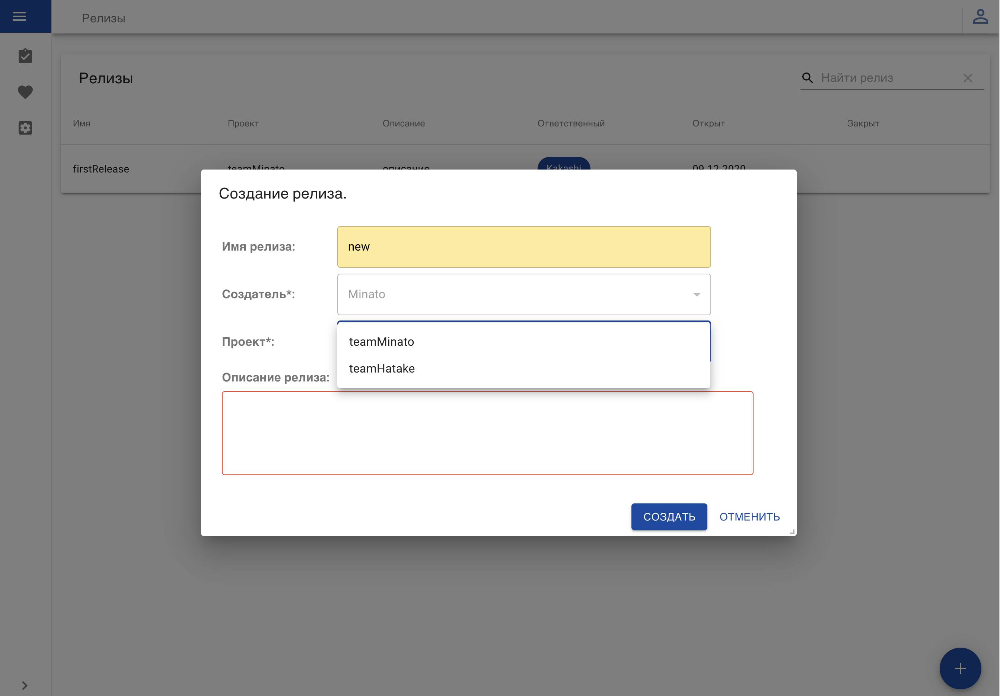 Релизы
Релизы
Найти релиз
Имя Проект Описание Ответственный Открыт Закрыт
firstRelease teamMinato описание Kakashi 09.12.2020
Создание релиза.
Имя релиза: new
Создатель*: Minato
Проект*: teamMinato
teamHatake
Описание релиза:
СОЗДАТЬ ОТМЕНИТЬ